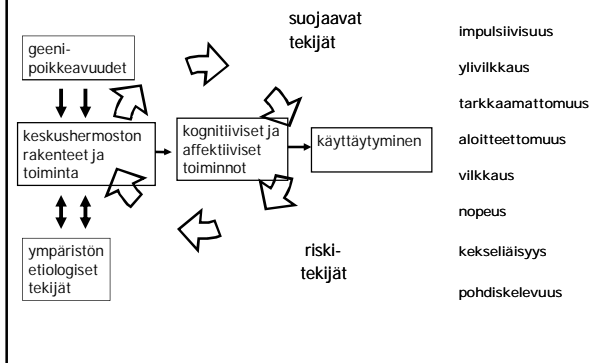 suojaavat
tekijät
geeni-
poikkeavuudet
keskushermoston
rakenteet ja
toiminta
kognitiiviset ja
affektiiviset
toiminnot
käyttäytyminen
ympäristön
etiologiset
tekijät
riski-
tekijät
impulsiivisuus
ylivilkkaus
tarkkaamattomuus
aloitteettomuus
vilkkaus
nopeus
kekseliäisyys
pohdiskelevuus